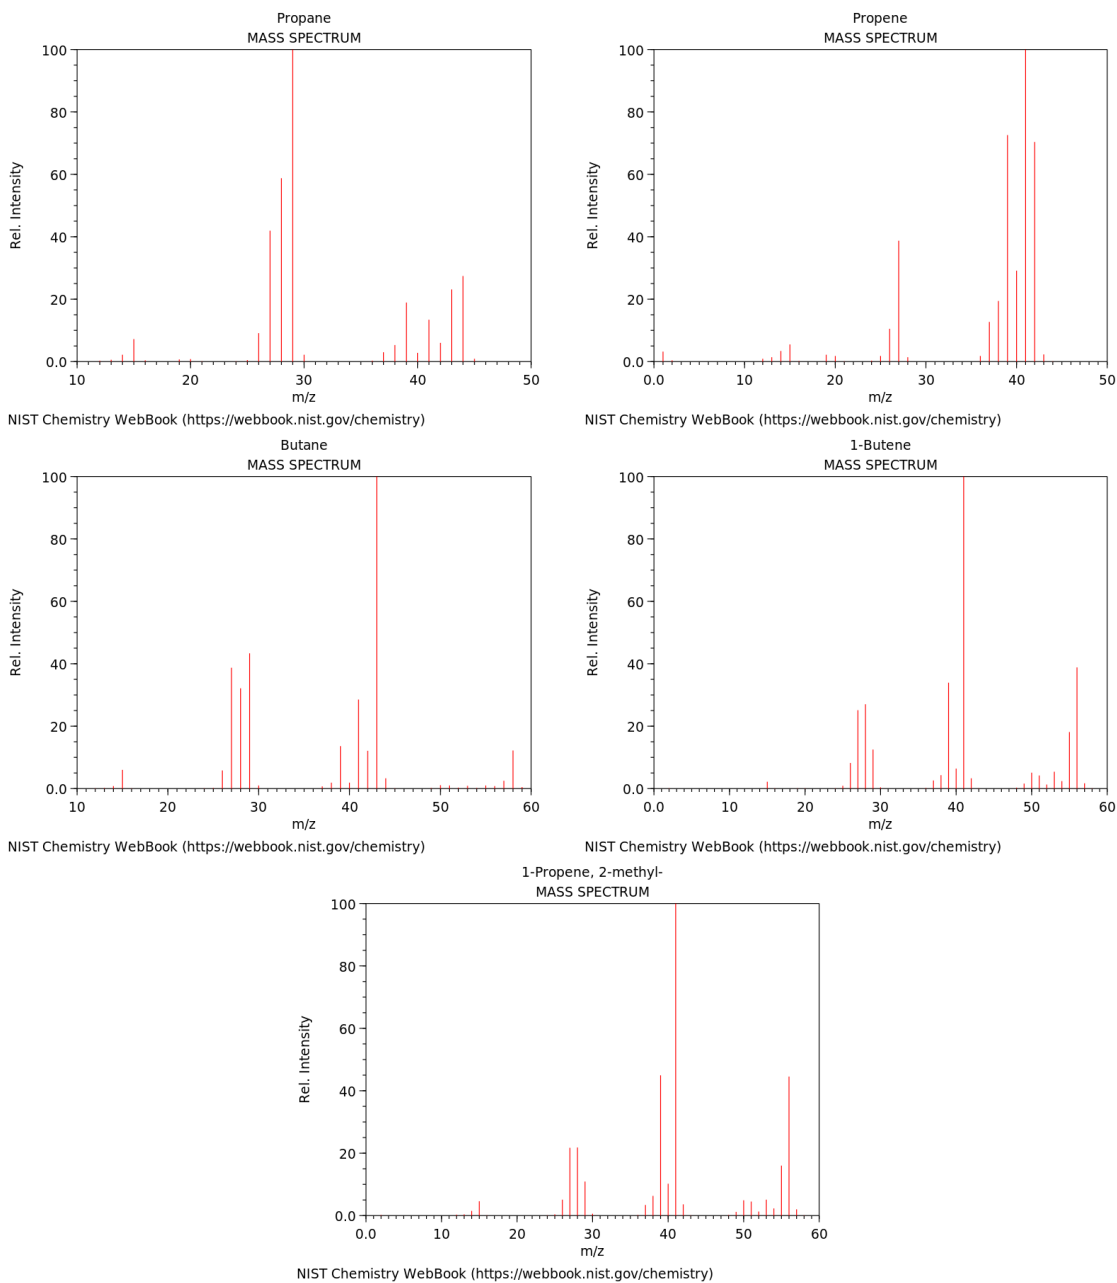 Propane
MASS SPECTRUM
100
80
60
40
20
0.0
Rel. Intensity
10 20 30 40 50
m/z
NIST Chemistry WebBook (https://webbook.nist.gov/chemistry)
Propene
MASS SPECTRUM
100
80
60
40
20
0.0
Rel. Intensity
0.0 10 20 30 40 50
m/z
NIST Chemistry WebBook (https://webbook.nist.gov/chemistry)
Butane
MASS SPECTRUM
100
80
60
40
20
0.0
Rel. Intensity
10 20 30 40 50 60
m/z
NIST Chemistry WebBook (https://webbook.nist.gov/chemistry)
1-Butene
MASS SPECTRUM
100
80
60
40
20
0.0
Rel. Intensity
0.0 10 20 30 40 50 60
m/z
NIST Chemistry WebBook (https://webbook.nist.gov/chemistry)
1-Propene, 2-methyl-
MASS SPECTRUM
100
80
60
40
20
0.0
Rel. Intensity
0.0 10 20 30 40 50 60
m/z
NIST Chemistry WebBook (https://webbook.nist.gov/chemistry)